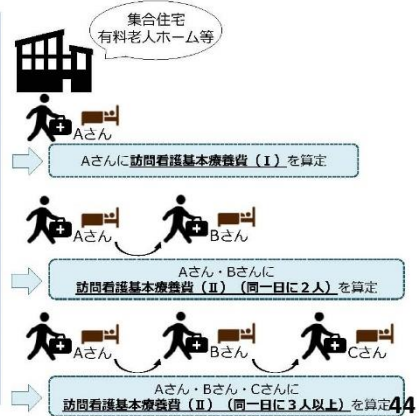 集合住宅
有料老人ホーム等
Aさん
Aさんに訪問看護基本療養費（Ⅰ）を算定
Aさん
Bさん
Aさん・Bさんに
訪問看護基本療養費（Ⅱ）（同一日に２人）を算定
Aさん
Bさん
Cさん
Aさん・Bさん・Cさんに
訪問看護基本療養費（Ⅱ）（同一日に３人以上）を算定
44